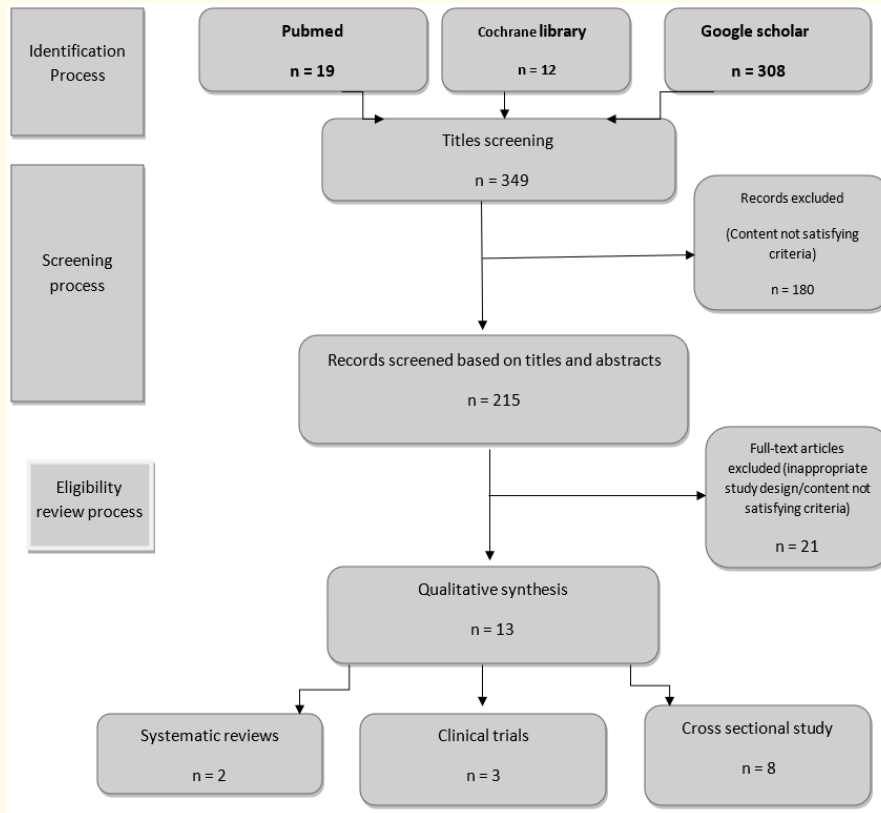 Identification
Process
Pubmed
n = 19
Cochrane library
n = 12
Google scholar
n = 308
Titles screening
n = 349
Records excluded
(Content not satisfying
criteria)
n = 180
Screening
process
Records screened based on titles and abstracts
n = 215
Full-text articles
excluded (inappropriate
study design/content not
satisfying criteria)
n = 21
Eligibility
review process
Qualitative synthesis
n = 13
Systematic reviews
n = 2
Clinical trials
n = 3
Cross sectional study
n = 8